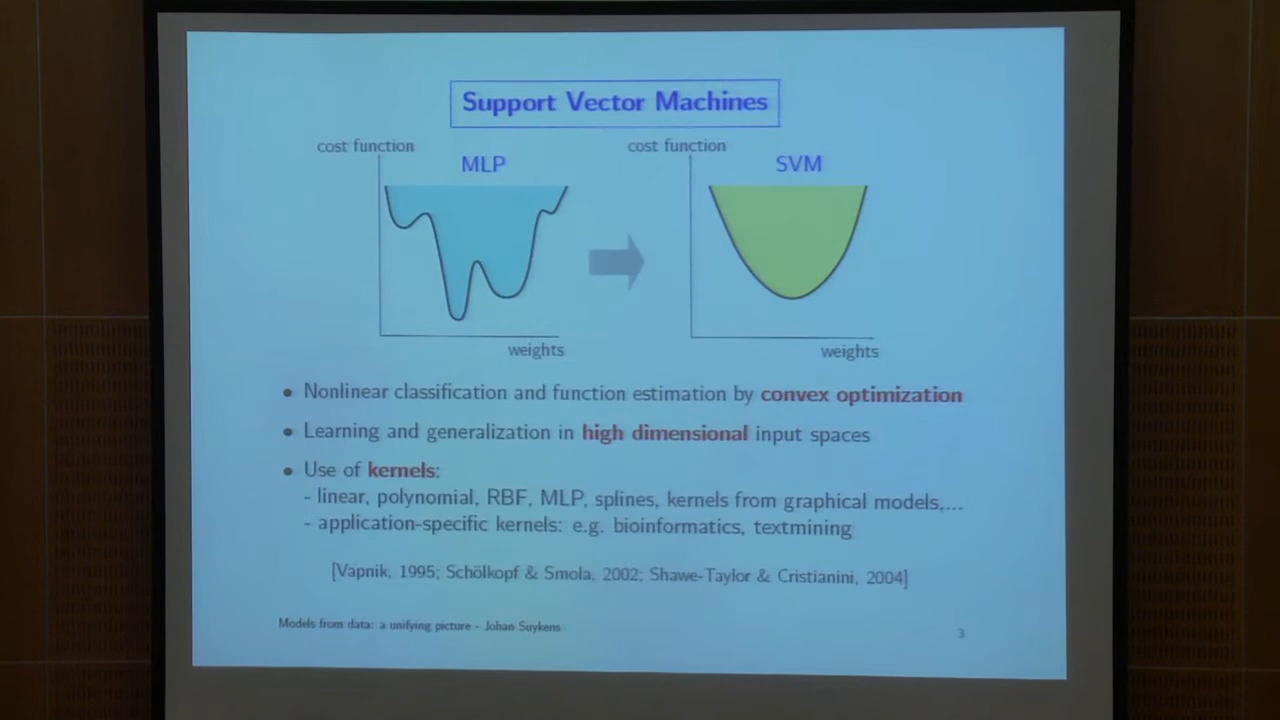 Support Vector Machines
cost function
MLP
weights
cost function
SVM
weights
• Nonlinear classification and function estimation by convex optimization
• Learning and generalization in high dimensional input spaces
• Use of kernels:
- linear, polynomial, RBF, MLP, splines, kernels from graphical models,...
- application-specific kernels: e.g. bioinformatics, textmining
[Vapnik, 1995; Schölkopf & Smola, 2002; Shawe-Taylor & Cristianini, 2004]
Models from data: a unifying picture - Johan Suykens
3